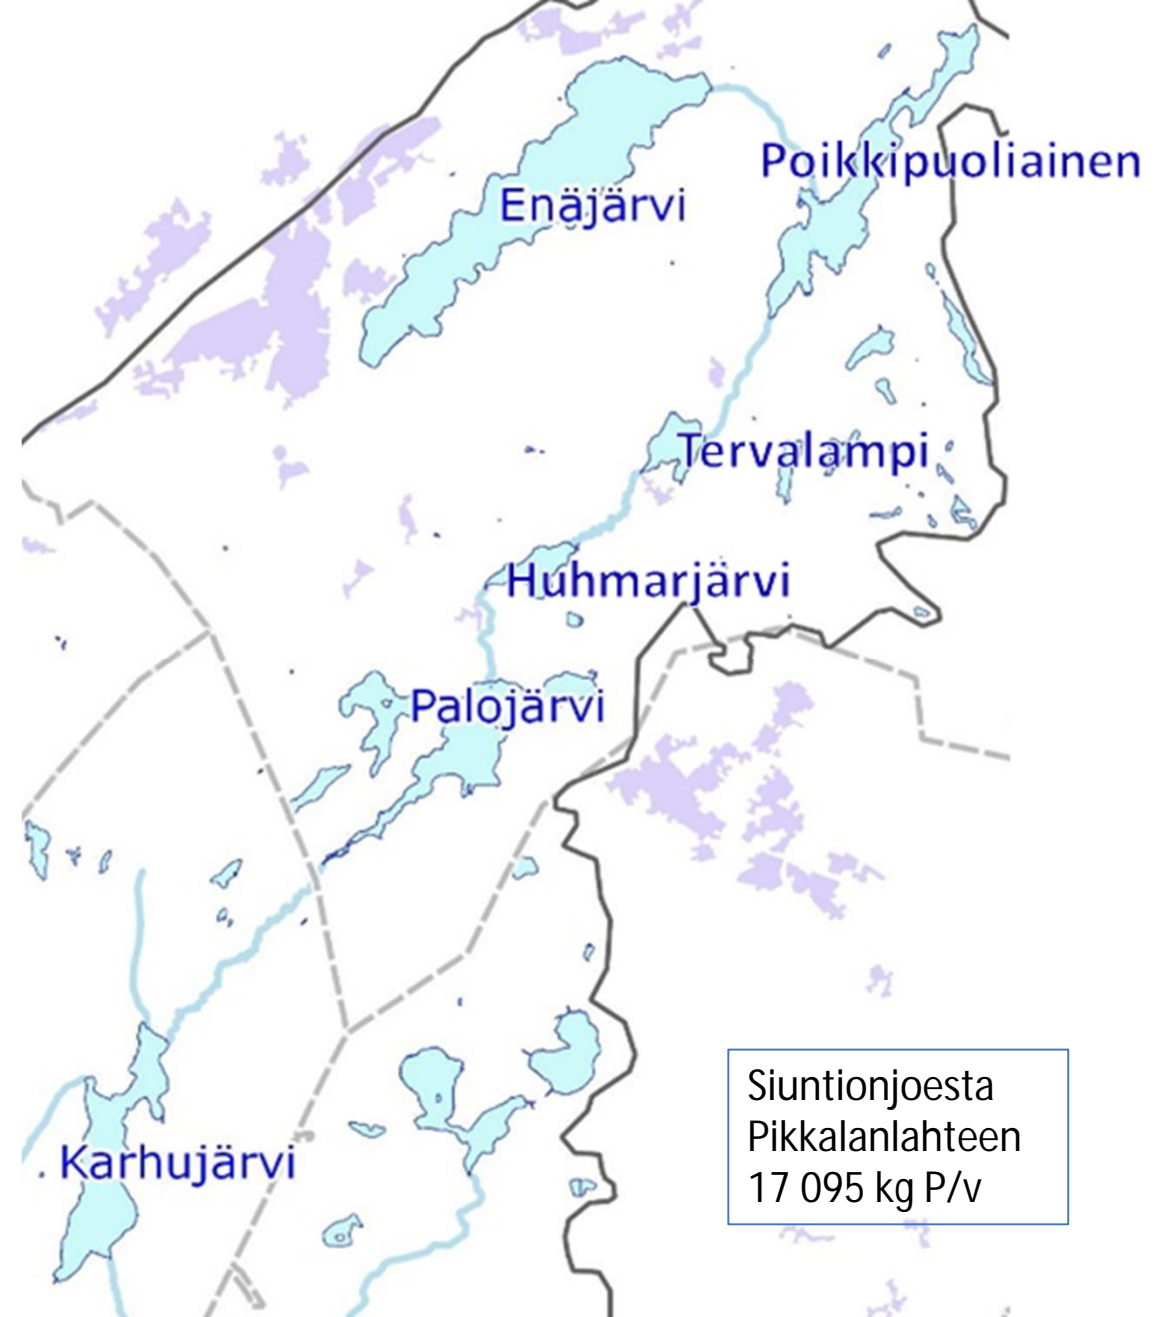 Poikkipuoliainen
Enäjärvi
Tervalampi
Huhmarjärvi
Palojärvi
Karhujärvi
Siuntionjoesta
Pikkalanlahteen
17 095 kg P/v